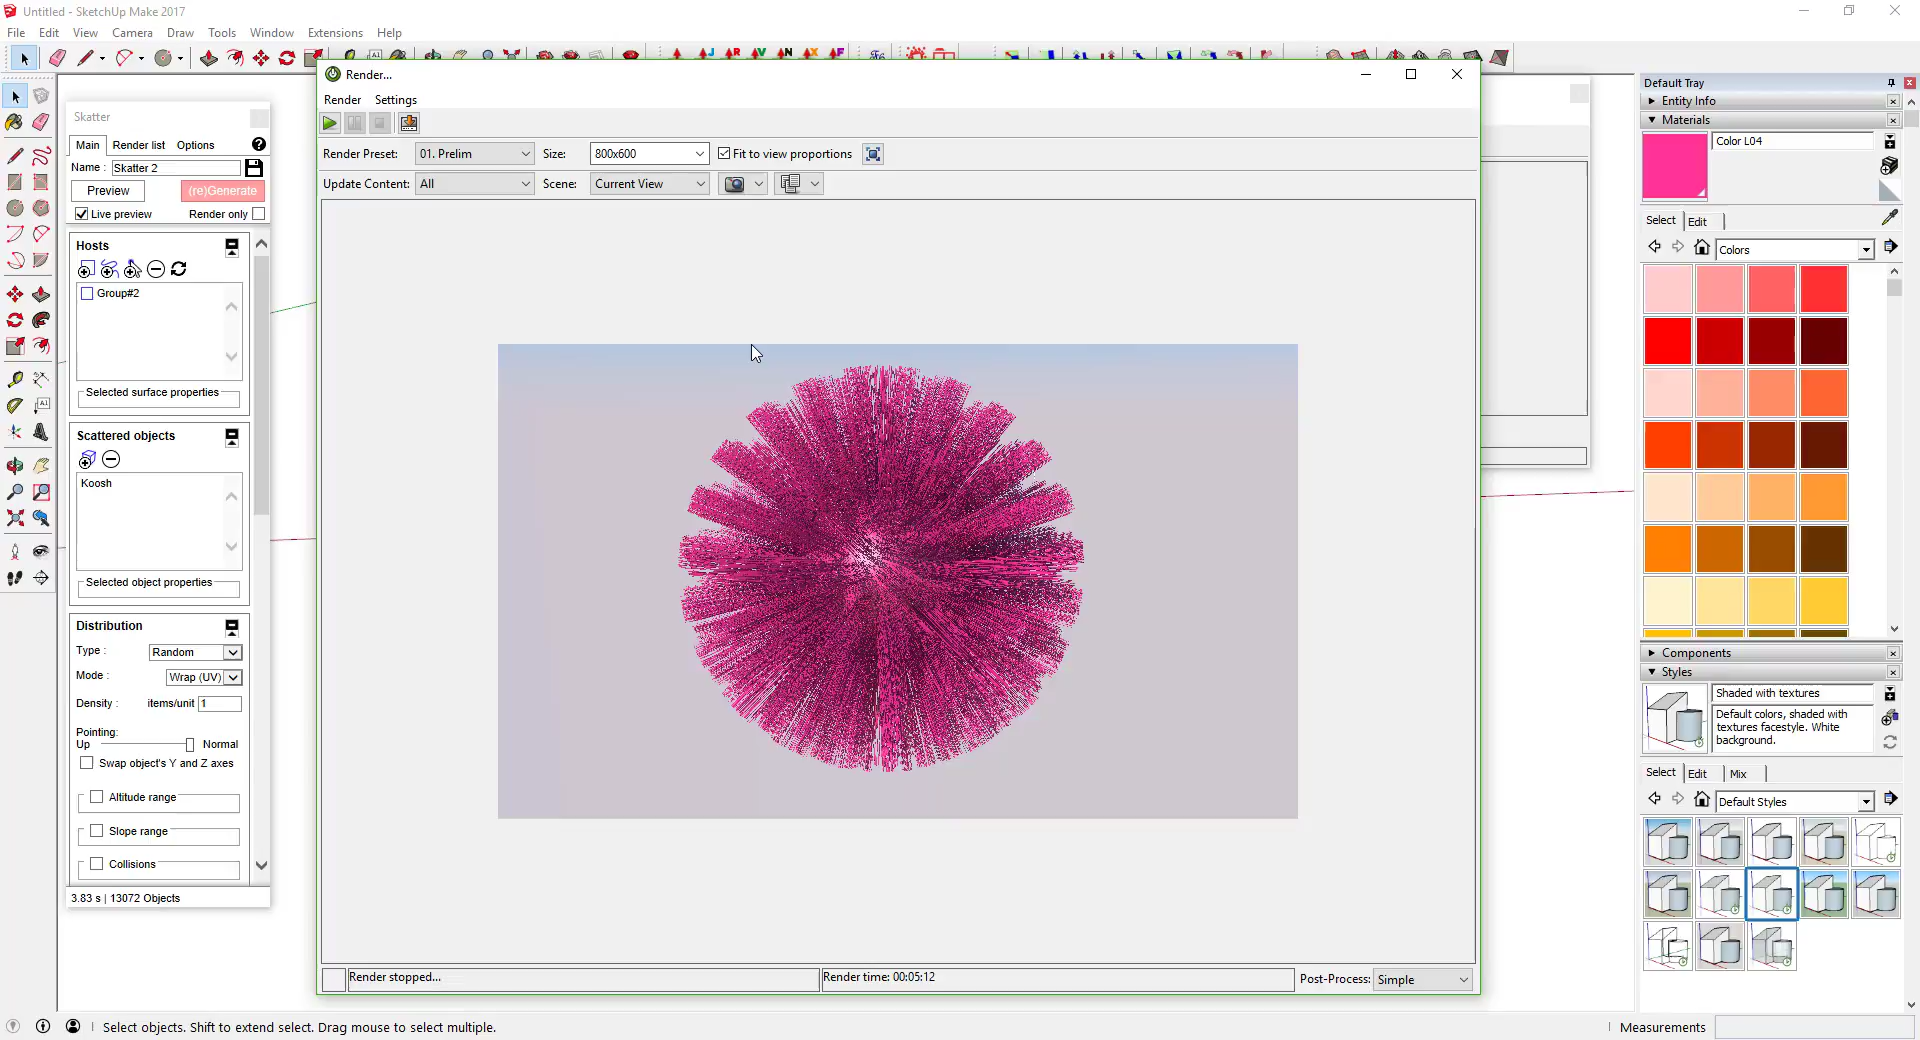 Untitled - SketchUp Make 2017
File Edit View Camera Draw Tools Window Extensions Help
Render...
Render Settings
Render Preset: 01. Prelim Size: 800x600 Fit to view proportions
Update Content: All Scene: Current View
Render stopped...
Render time: 00:05:12
Post-Process: Simple
Skatter
Main Render list Options
Name : Skatter 2
Preview (re)Generate
Live preview Render only
Hosts
Group#2
Selected surface properties
Scattered objects
Koosh
Selected object properties
Distribution
Type : Random
Mode : Wrap (UV)
Density : items/unit 1
Pointing:
Up Normal
Swap object's Y and Z axes
Altitude range
Slope range
Collisions
3.83 s | 13072 Objects
Default Tray
Entity Info
Materials
Color L04
Select Edit
Colors
Components
Styles
Shaded with textures
Default colors, shaded with
textures facestyle. White
background.
Select Edit Mix
Default Styles
Select objects. Shift to extend select. Drag mouse to select multiple.
Measurements